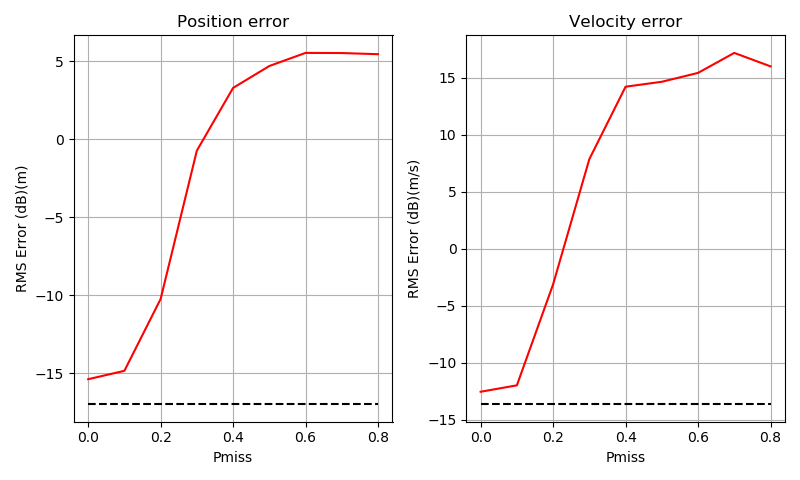 Position error
5
0
−5
−10
−15
RMS Error (dB)(m)
0.0 0.2 0.4 0.6 0.8
Pmiss
Velocity error
15
10
5
0
−5
−10
−15
RMS Error (dB)(m/s)
0.0 0.2 0.4 0.6 0.8
Pmiss